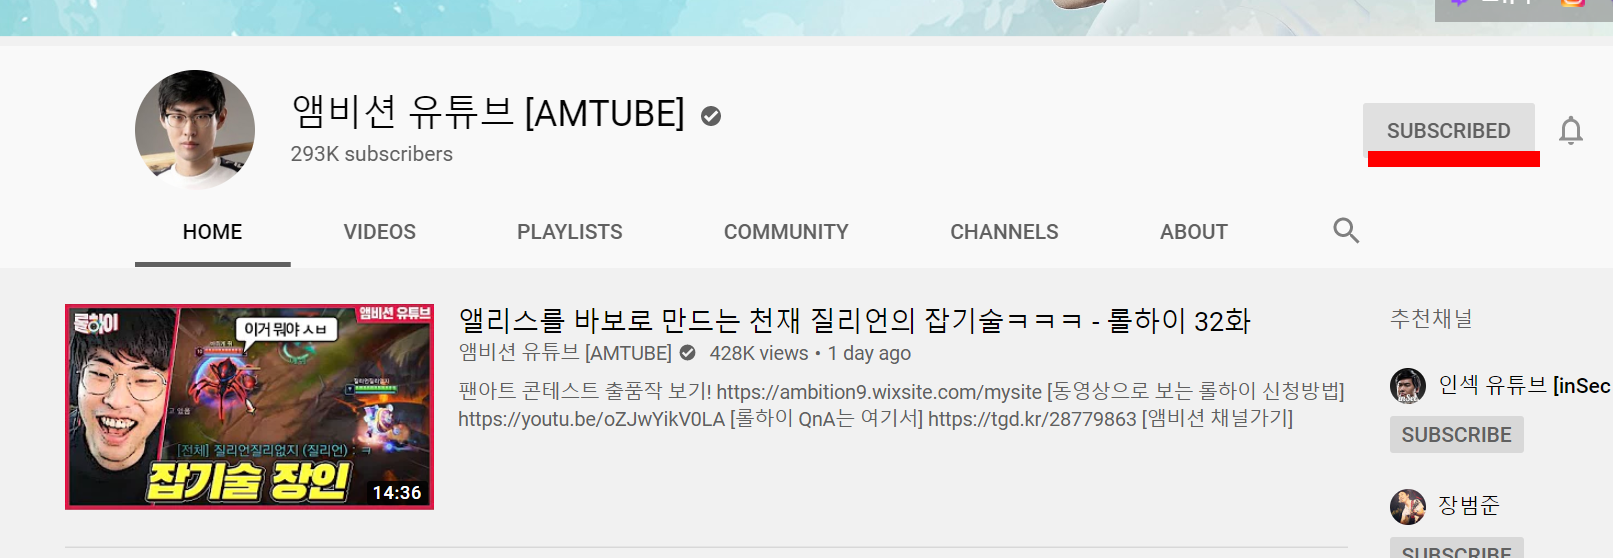 앰비션 유튜브 [AMTUBE]
293K subscribers
SUBSCRIBED
HOME VIDEOS PLAYLISTS COMMUNITY CHANNELS ABOUT
롤하이
앰비션 유튜브
이거 뭐야 ㅅㅂ
[전체] 질리언질리없지 (질리언) : ㅋ
잡기술 장인
14:36
앨리스를 바보로 만드는 천재 질리언의 잡기술ㅋㅋㅋ - 롤하이 32화
앰비션 유튜브 [AMTUBE] 428K views • 1 day ago
팬아트 콘테스트 출품작 보기! https://ambition9.wixsite.com/mysite [동영상으로 보는 롤하이 신청방법]
https://youtu.be/oZJwYikV0LA [롤하이 QnA는 여기서] https://tgd.kr/28779863 [앰비션 채널가기]
추천채널
인섹 유튜브 [inSec
SUBSCRIBE
장범준
SUBSCRIBE